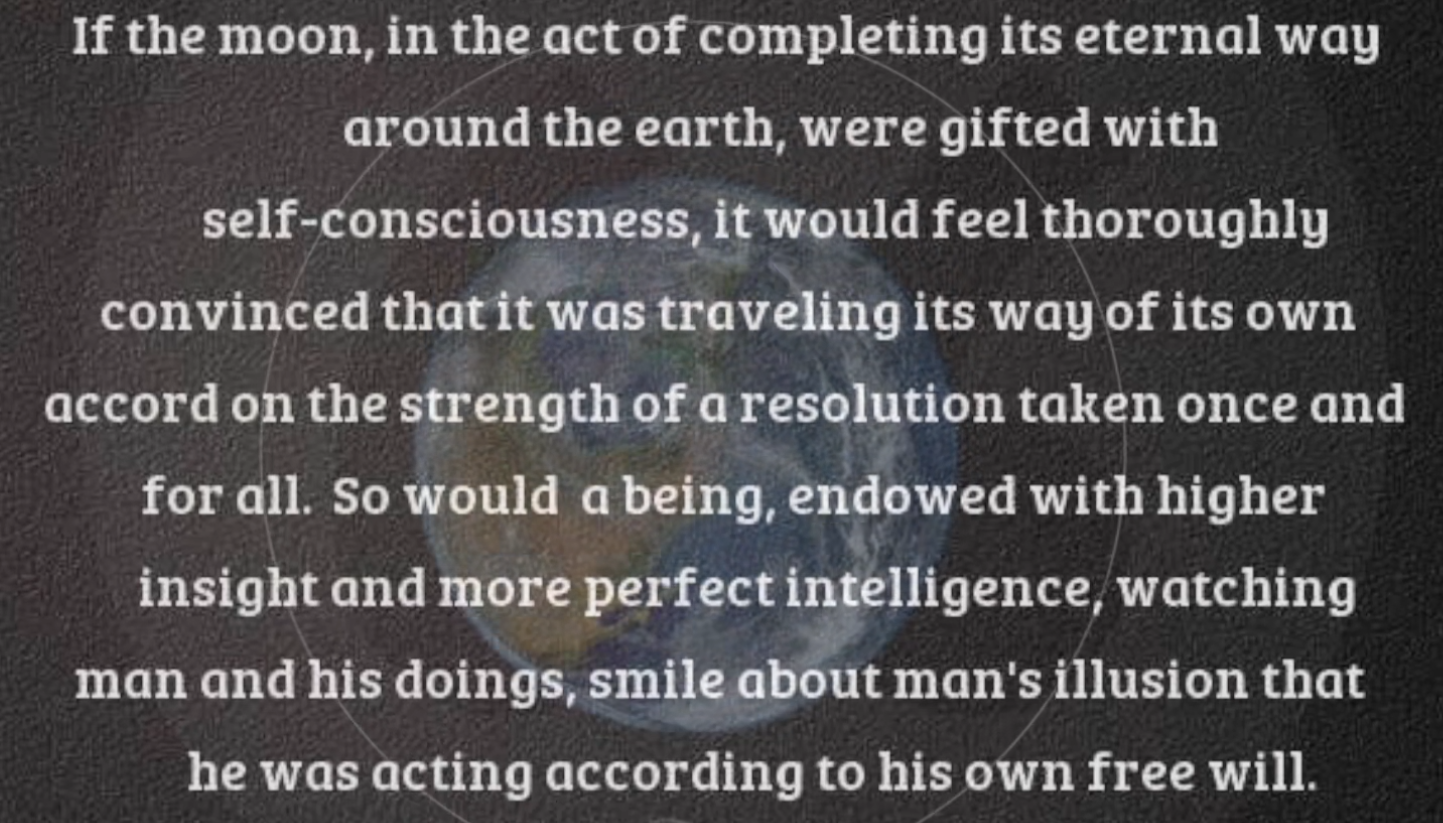 If the moon, in the act of completing its eternal way
around the earth, were gifted with
self-consciousness, it would feel thoroughly
convinced that it was traveling its way of its own
accord on the strength of a resolution taken once and
for all. So would a being, endowed with higher
insight and more perfect intelligence, watching
man and his doings, smile about man's illusion that
he was acting according to his own free will.